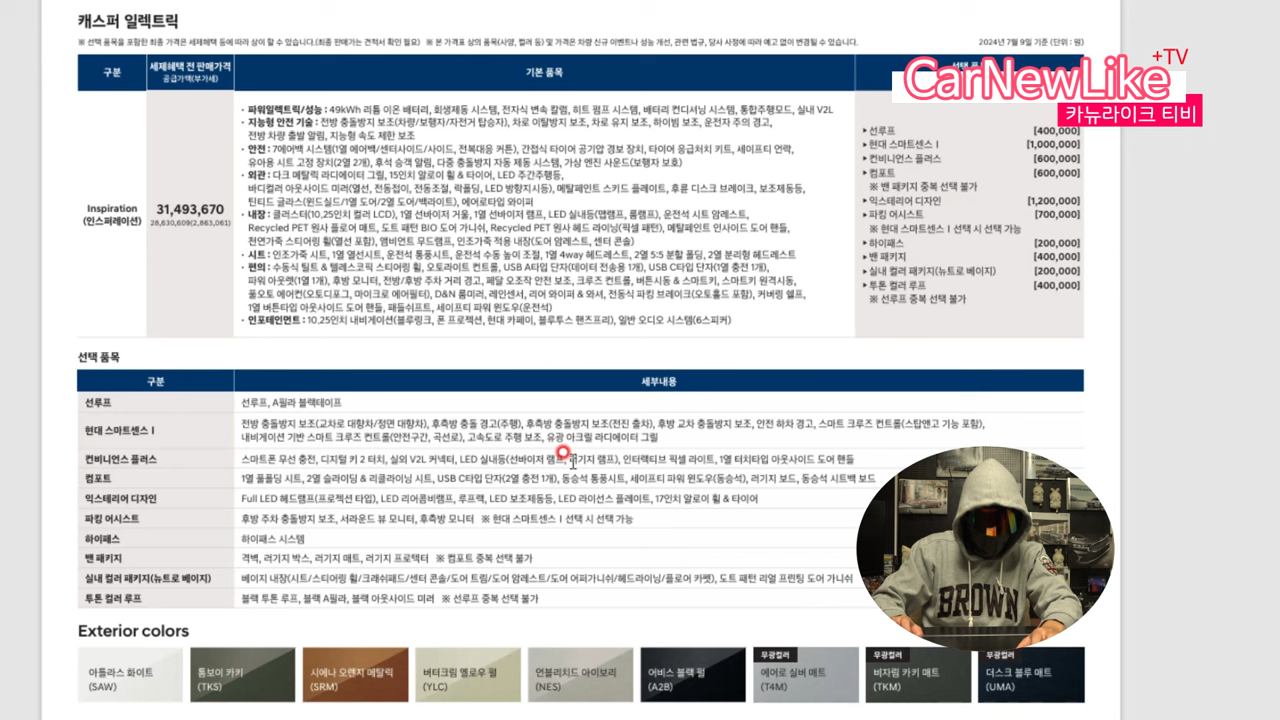 캐스퍼 일렉트릭
※ 선택 품목을 포함한 최종 가격은 세제혜택 등에 따라 상이 할 수 있습니다.(최종 판매가는 견적서 확인 필요) ※ 본 가격표 상의 품목(사양, 컬러 등) 및 가격은 차량 신규 이벤트나 성능 개선, 관련 법규, 당사 사정에 따라 예고 없이 변경될 수 있습니다.
2024년 7월 9일 기준 (단위 : 원)
+TV
CarNewLike
카뉴라이크 티비
구분
세제혜택 전 판매가격
공급가액(부가세)
기본 품목
Inspiration
(인스퍼레이션)
31,493,670
28,630,609(2,863,061)
· 파워일렉트릭/성능 : 49kWh 리튬 이온 배터리, 회생제동 시스템, 전자식 변속 칼럼, 히트 펌프 시스템, 배터리 컨디셔닝 시스템, 통합주행모드, 실내 V2L
· 지능형 안전 기술 : 전방 충돌방지 보조(차량/보행자/자전거 탑승자), 차로 이탈방지 보조, 차로 유지 보조, 하이빔 보조, 운전자 주의 경고,
전방 차량 출발 알림, 지능형 속도 제한 보조
· 안전 : 7에어백 시스템(1열 에어백/센터사이드/사이드, 전복대응 커튼), 간접식 타이어 공기압 경보 장치, 타이어 응급처치 키트, 세이프티 언락,
유아용 시트 고정 장치(2열 2개), 후석 승객 알림, 다중 충돌방지 자동 제동 시스템, 가상 엔진 사운드(보행자 보호)
· 외관 : 다크 메탈릭 라디에이터 그릴, 15인치 알로이 휠 & 타이어, LED 주간주행등,
바디컬러 아웃사이드 미러(열선, 전동접이, 전동조절, 락폴딩, LED 방향지시등), 메탈페인트 스키드 플레이트, 후륜 디스크 브레이크, 보조제동등,
틴티드 글라스(윈드실드/1열 도어/2열 도어/백라이트), 에어로타입 와이퍼
· 내장 : 클러스터(10.25인치 컬러 LCD), 1열 선바이저 거울, 1열 선바이저 램프, LED 실내등(맵램프, 룸램프), 운전석 시트 암레스트,
Recycled PET 원사 플로어 매트, 도트 패턴 BIO 도어 가니쉬, Recycled PET 원사 헤드 라이닝(픽셀 패턴), 메탈페인트 인사이드 도어 핸들,
천연가죽 스티어링 휠(열선 포함), 앰비언트 무드램프, 인조가죽 적용 내장(도어 암레스트, 센터 콘솔)
· 시트 : 인조가죽 시트, 1열 열선시트, 운전석 통풍시트, 운전석 수동 높이 조절, 1열 4way 헤드레스트, 2열 5:5 분할 폴딩, 2열 분리형 헤드레스트
· 편의 : 수동식 틸트 & 텔레스코픽 스티어링 휠, 오토라이트 컨트롤, USB A타입 단자(데이터 전송용 1개), USB C타입 단자(1열 충전 1개),
파워 아웃렛(1열 1개), 후방 모니터, 전방/후방 주차 거리 경고, 페달 오조작 안전 보조, 크루즈 컨트롤, 버튼시동 & 스마트키, 스마트키 원격시동,
풀오토 에어컨(오토디포그, 마이크로 에어필터), D&N 룸미러, 레인센서, 리어 와이퍼 & 와셔, 전동식 파킹 브레이크(오토홀드 포함), 커버링 쉘프,
1열 버튼타입 아웃사이드 도어 핸들, 패들쉬프트, 세이프티 파워 윈도우(운전석)
· 인포테인먼트 : 10.25인치 내비게이션(블루링크, 폰 프로젝션, 현대 카페이, 블루투스 핸즈프리), 일반 오디오 시스템(6스피커)
▸ 선루프 [400,000]
▸ 현대 스마트센스 I [1,000,000]
▸ 컨비니언스 플러스 [600,000]
▸ 컴포트 [600,000]
※ 밴 패키지 중복 선택 불가
▸ 익스테리어 디자인 [1,200,000]
▸ 파킹 어시스트 [700,000]
※ 현대 스마트센스 I 선택 시 선택 가능
▸ 하이패스 [200,000]
▸ 밴 패키지 [400,000]
▸ 실내 컬러 패키지(뉴트로 베이지) [200,000]
▸ 투톤 컬러 루프 [400,000]
※ 선루프 중복 선택 불가
선택 품목
구분
세부내용
선루프
선루프, A필라 블랙테이프
현대 스마트센스 I
전방 충돌방지 보조(교차로 대향차/정면 대향차), 후측방 충돌 경고(주행), 후측방 충돌방지 보조(전진 출차), 후방 교차 충돌방지 보조, 안전 하차 경고, 스마트 크루즈 컨트롤(스탑앤고 기능 포함),
내비게이션 기반 스마트 크루즈 컨트롤(안전구간, 곡선로), 고속도로 주행 보조, 유광 아크릴 라디에이터 그릴
컨비니언스 플러스
스마트폰 무선 충전, 디지털 키 2 터치, 실외 V2L 커넥터, LED 실내등(선바이저 램프, 러기지 램프), 인터랙티브 픽셀 라이트, 1열 터치타입 아웃사이드 도어 핸들
컴포트
1열 풀폴딩 시트, 2열 슬라이딩 & 리클라이닝 시트, USB C타입 단자(2열 충전 1개), 동승석 통풍시트, 세이프티 파워 윈도우(동승석), 러기지 보드, 동승석 시트백 보드
익스테리어 디자인
Full LED 헤드램프(프로젝션 타입), LED 리어콤비램프, 루프랙, LED 보조제동등, LED 라이선스 플레이트, 17인치 알로이 휠 & 타이어
파킹 어시스트
후방 주차 충돌방지 보조, 서라운드 뷰 모니터, 후측방 모니터 ※ 현대 스마트센스 I 선택 시 선택 가능
하이패스
하이패스 시스템
밴 패키지
격벽, 러기지 박스, 러기지 매트, 러기지 프로텍터 ※ 컴포트 중복 선택 불가
실내 컬러 패키지(뉴트로 베이지)
베이지 내장(시트/스티어링 휠/크래쉬패드/센터 콘솔/도어 트림/도어 암레스트/도어 어퍼가니쉬/헤드라이닝/플로어 카펫), 도트 패턴 리얼 프린팅 도어 가니쉬
투톤 컬러 루프
블랙 투톤 루프, 블랙 A필라, 블랙 아웃사이드 미러 ※ 선루프 중복 선택 불가
BROWN
Exterior colors
아틀라스 화이트
(SAW)
톰보이 카키
(TKS)
시에나 오렌지 메탈릭
(SRM)
버터크림 옐로우 펄
(YLC)
언블리치드 아이보리
(NES)
어비스 블랙 펄
(A2B)
무광컬러
에어로 실버 매트
(T4M)
무광컬러
비자림 카키 매트
(TKM)
무광컬러
더스크 블루 매트
(UMA)